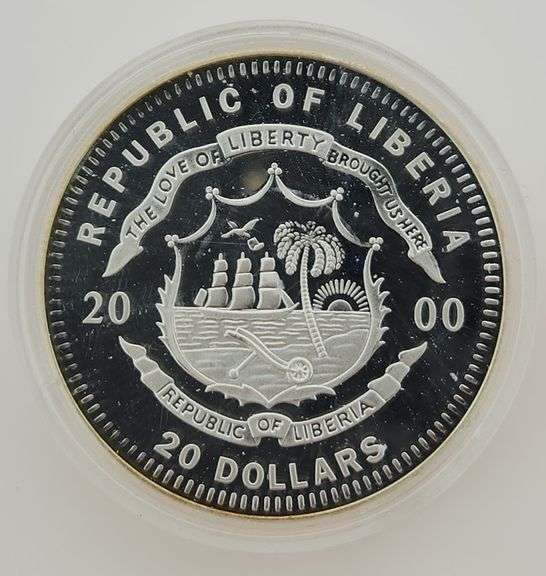 REPUBLIC OF LIBERIA
THE LOVE OF LIBERTY BROUGHT US HERE
20 00
REPUBLIC OF LIBERIA
20 DOLLARS